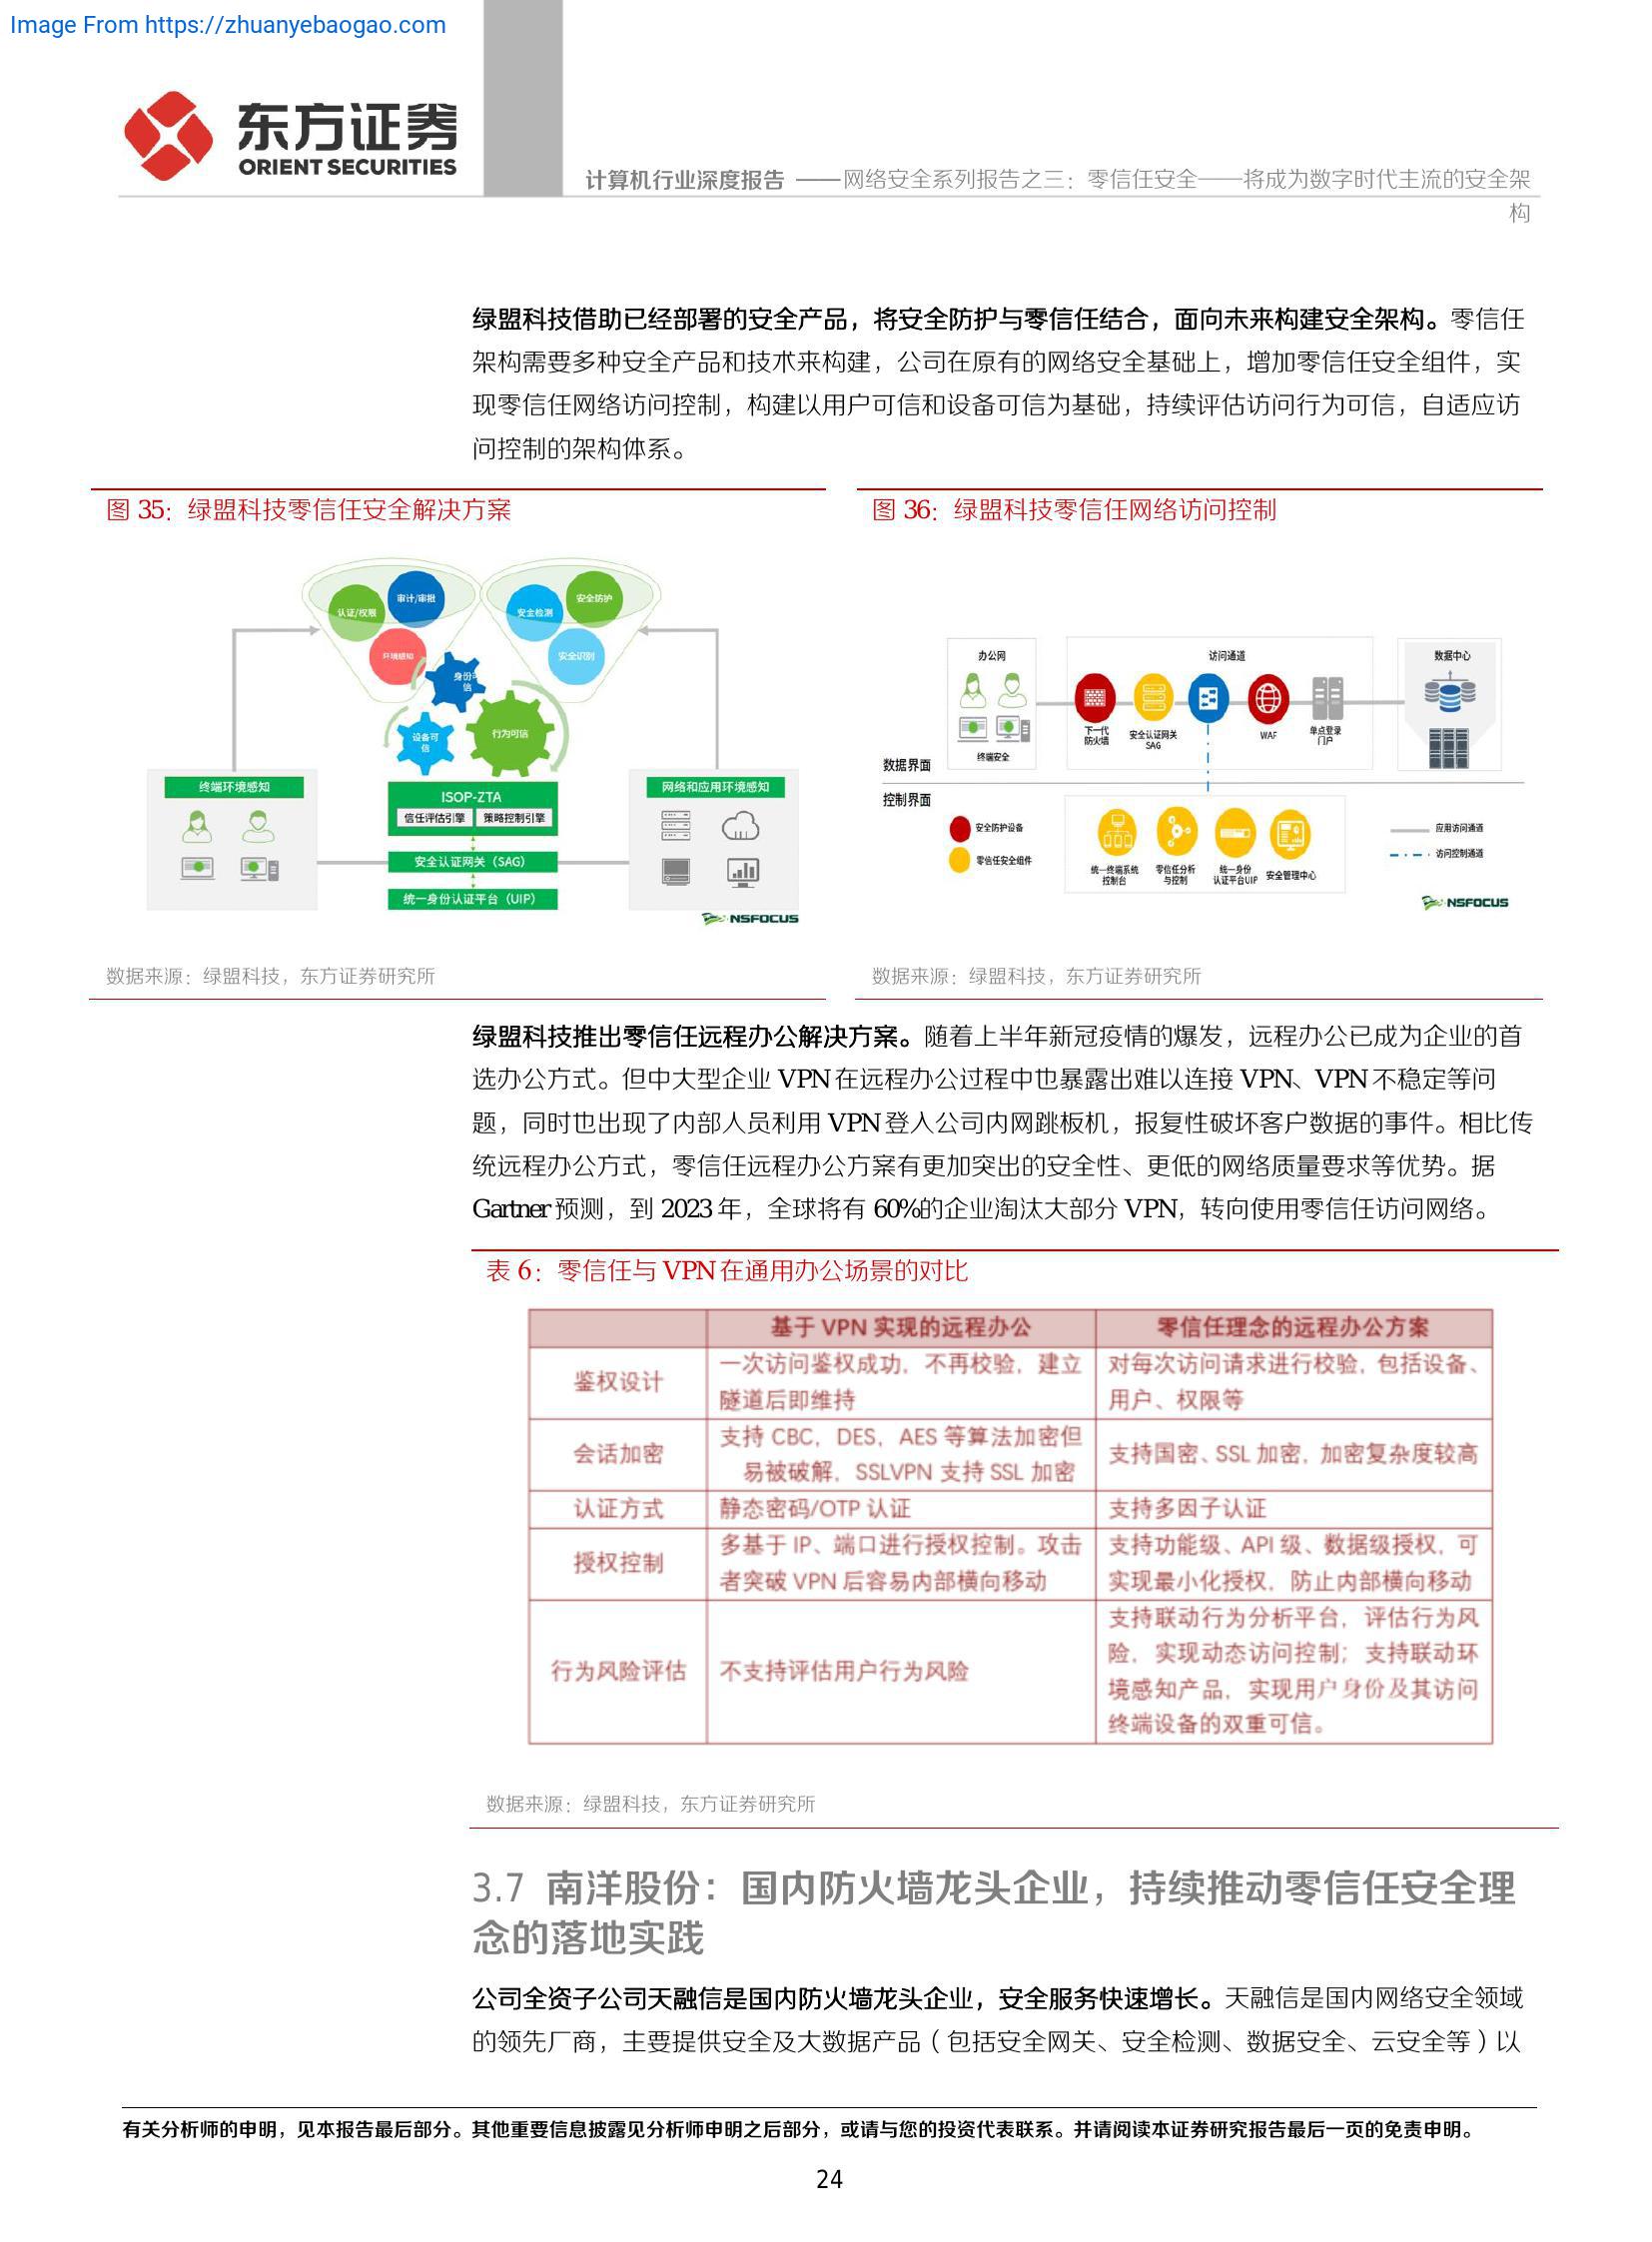 Image From https://zhuanyebaogao.com
东方证券
ORIENT SECURITIES
计算机行业深度报告 ——网络安全系列报告之三：零信任安全——将成为数字时代主流的安全架
构
绿盟科技借助已经部署的安全产品，将安全防护与零信任结合，面向未来构建安全架构。零信任
架构需要多种安全产品和技术来构建，公司在原有的网络安全基础上，增加零信任安全组件，实
现零信任网络访问控制，构建以用户可信和设备可信为基础，持续评估访问行为可信，自适应访
问控制的架构体系。
图 35：绿盟科技零信任安全解决方案
认证/权限
审计/审批
环境感知
安全检测
安全防护
安全识别
身份可
信
设备可
信
行为可信
终端环境感知
ISOP-ZTA
信任评估引擎
策略控制引擎
安全认证网关（SAG）
统一身份认证平台（UIP）
网络和应用环境感知
NSFOCUS
数据来源：绿盟科技，东方证券研究所
图 36：绿盟科技零信任网络访问控制
办公网
终端安全
访问通道
下一代
防火墙
安全认证网关
SAG
WAF
单点登录
门户
数据中心
数据界面
控制界面
安全防护设备
零信任安全组件
统一终端系统
控制台
零信任分析
与控制
统一身份
认证平台UIP
安全管理中心
应用访问通道
访问控制通道
NSFOCUS
数据来源：绿盟科技，东方证券研究所
绿盟科技推出零信任远程办公解决方案。随着上半年新冠疫情的爆发，远程办公已成为企业的首
选办公方式。但中大型企业 VPN 在远程办公过程中也暴露出难以连接 VPN、VPN 不稳定等问
题，同时也出现了内部人员利用 VPN 登入公司内网跳板机，报复性破坏客户数据的事件。相比传
统远程办公方式，零信任远程办公方案有更加突出的安全性、更低的网络质量要求等优势。据
Gartner 预测，到 2023 年，全球将有 60%的企业淘汰大部分 VPN，转向使用零信任访问网络。
表 6：零信任与 VPN 在通用办公场景的对比
基于 VPN 实现的远程办公
零信任理念的远程办公方案
鉴权设计
一次访问鉴权成功，不再校验，建立
隧道后即维持
对每次访问请求进行校验，包括设备、
用户、权限等
会话加密
支持 CBC，DES，AES 等算法加密但
易被破解，SSLVPN 支持 SSL 加密
支持国密、SSL 加密，加密复杂度较高
认证方式
静态密码/OTP 认证
支持多因子认证
授权控制
多基于 IP、端口进行授权控制。攻击
者突破 VPN 后容易内部横向移动
支持功能级、API 级、数据级授权，可
实现最小化授权，防止内部横向移动
行为风险评估
不支持评估用户行为风险
支持联动行为分析平台，评估行为风
险，实现动态访问控制；支持联动环
境感知产品，实现用户身份及其访问
终端设备的双重可信。
数据来源：绿盟科技，东方证券研究所
3.7 南洋股份：国内防火墙龙头企业，持续推动零信任安全理
念的落地实践
公司全资子公司天融信是国内防火墙龙头企业，安全服务快速增长。天融信是国内网络安全领域
的领先厂商，主要提供安全及大数据产品（包括安全网关、安全检测、数据安全、云安全等）以
有关分析师的申明，见本报告最后部分。其他重要信息披露见分析师申明之后部分，或请与您的投资代表联系。并请阅读本证券研究报告最后一页的免责申明。
24